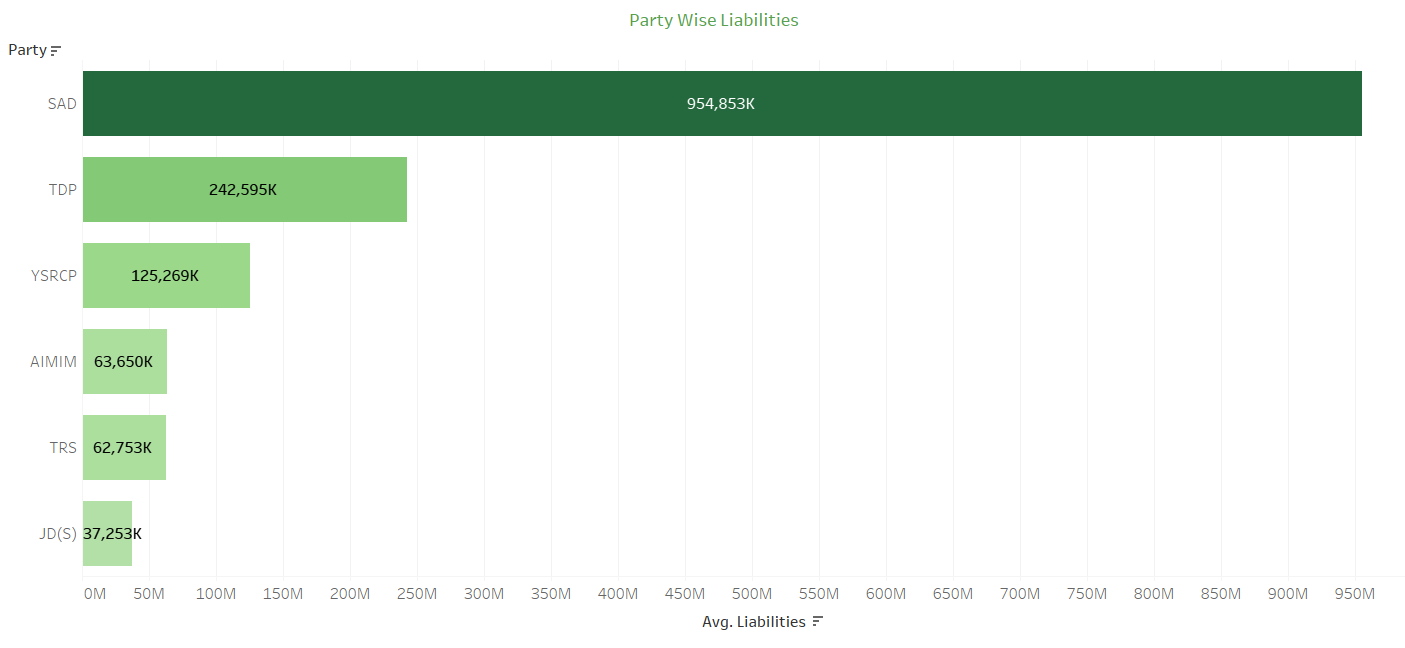 Party Wise Liabilities
Party
SAD 954,853K
TDP 242,595K
YSRCP 125,269K
AIMIM 63,650K
TRS 62,753K
JD(S) 37,253K
0M 50M 100M 150M 200M 250M 300M 350M 400M 450M 500M 550M 600M 650M 700M 750M 800M 850M 900M 950M
Avg. Liabilities